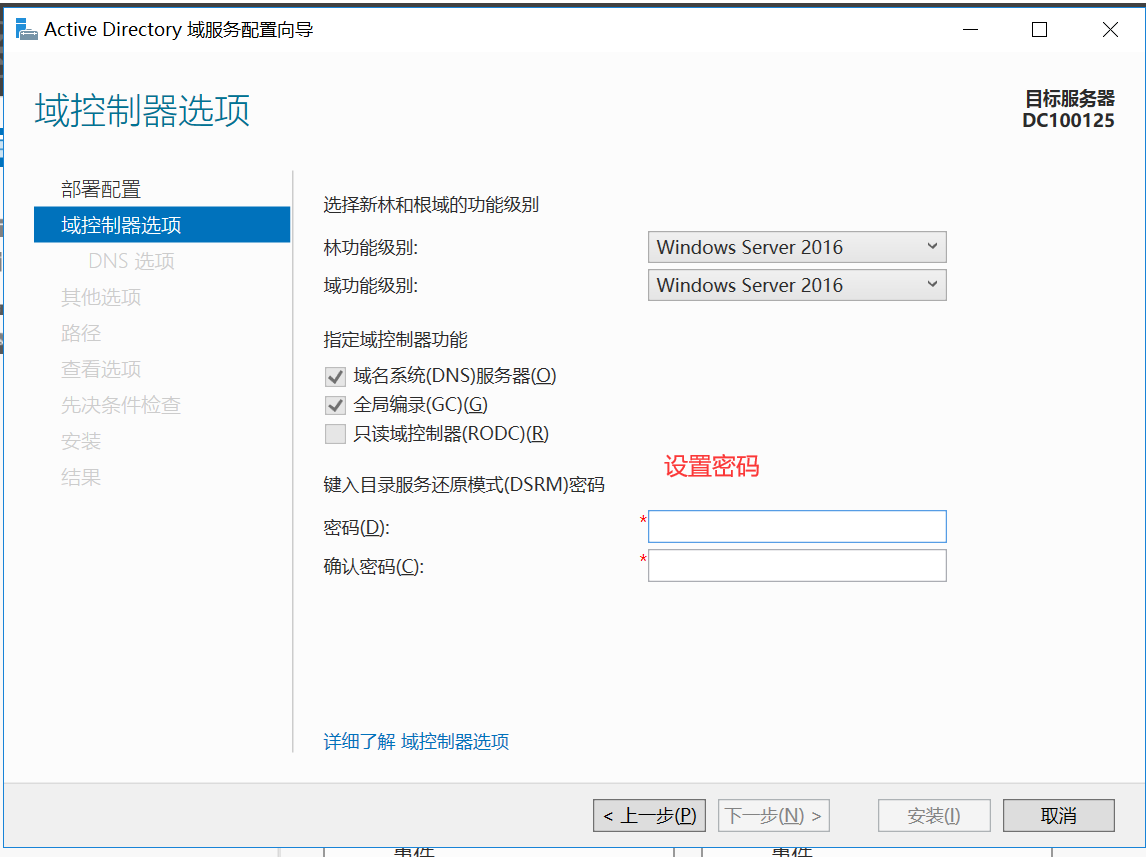 Active Directory 域服务配置向导
域控制器选项
目标服务器
DC100125
部署配置
域控制器选项
DNS 选项
其他选项
路径
查看选项
先决条件检查
安装
结果
选择新林和根域的功能级别
林功能级别:
Windows Server 2016
域功能级别:
Windows Server 2016
指定域控制器功能
域名系统(DNS)服务器(O)
全局编录(GC)(G)
只读域控制器(RODC)(R)
设置密码
键入目录服务还原模式(DSRM)密码
密码(D):
*
确认密码(C):
*
详细了解 域控制器选项
< 上一步(P)
下一步(N) >
安装(I)
取消
事件
事件